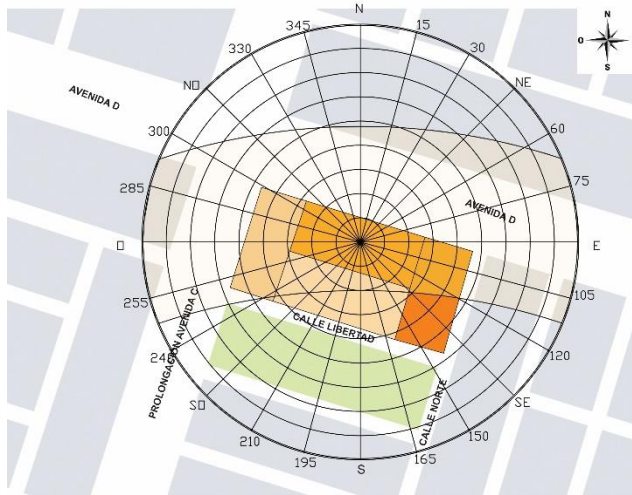 N
345
15
330
30
NO
NE
AVENIDA D
300
60
285
75
AVENIDA D
O
E
255
105
PROLONGACIÓN AVENIDA C
CALLE LIBERTAD
240
120
SO
SE
CALLE NORTE
210
150
195
165
S
N
O
E
S